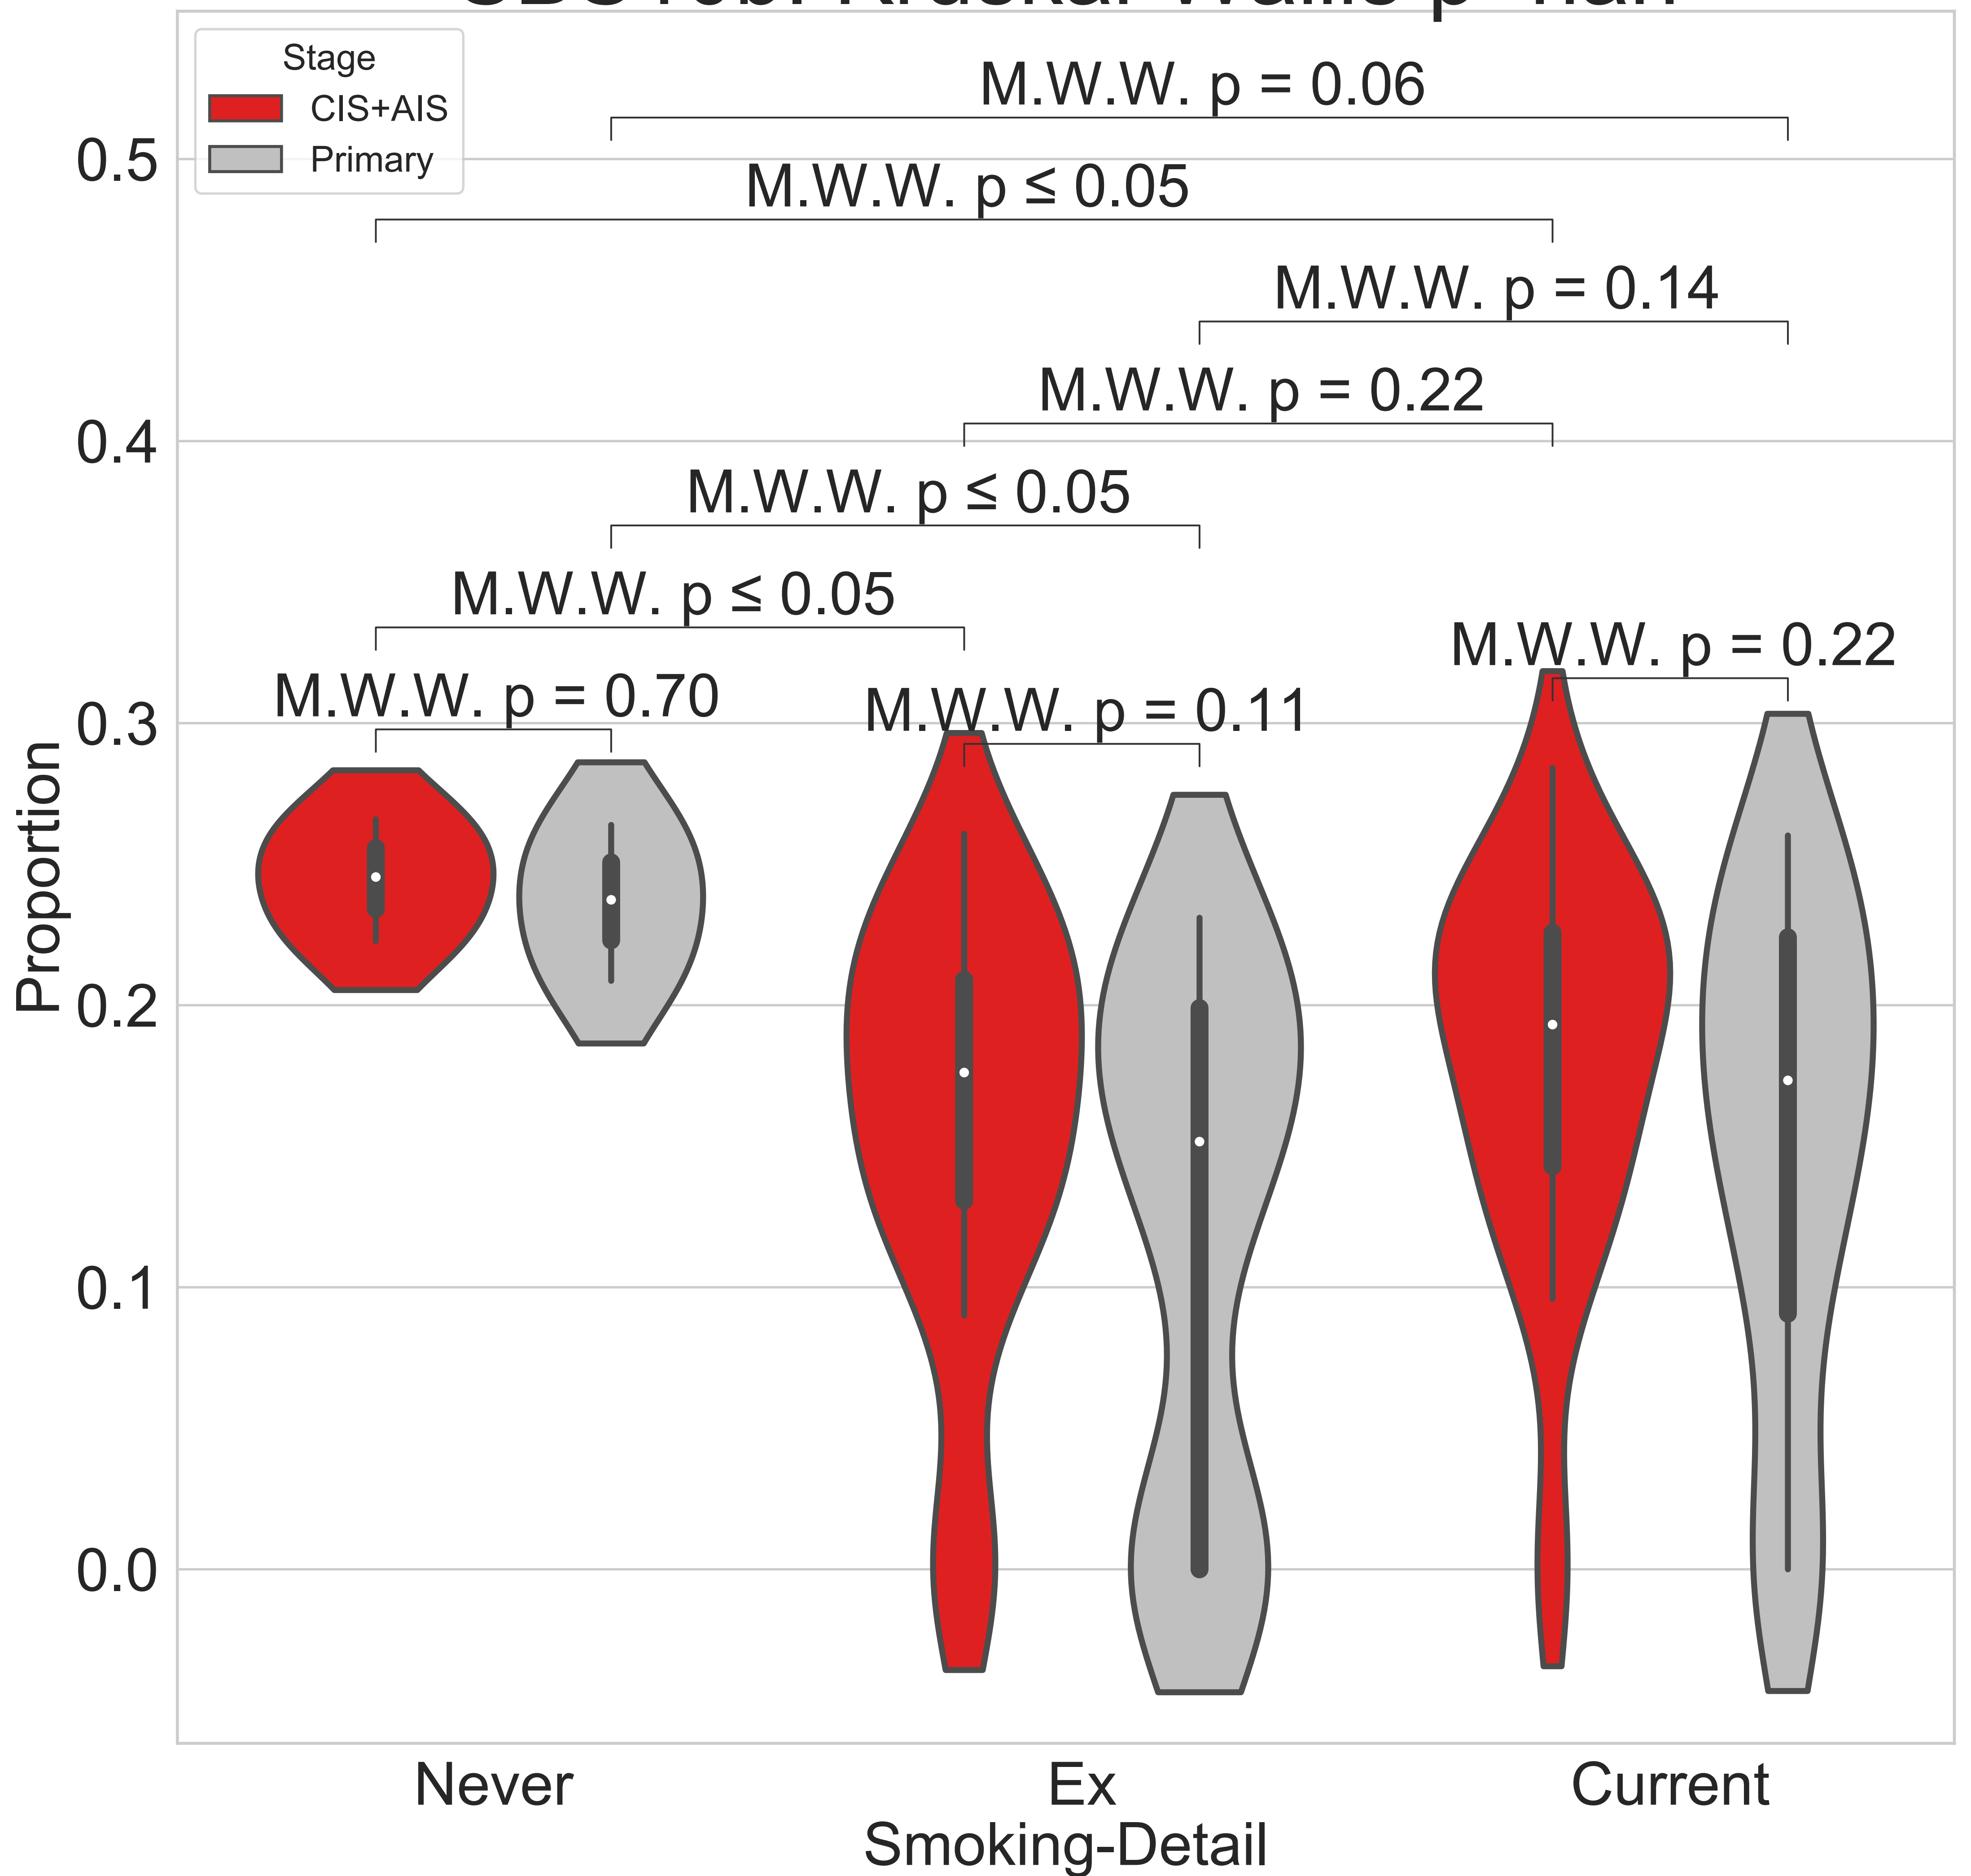 Stage
CIS+AIS
Primary
M.W.W. p = 0.06
M.W.W. p ≤ 0.05
M.W.W. p = 0.14
M.W.W. p = 0.22
M.W.W. p ≤ 0.05
M.W.W. p ≤ 0.05
M.W.W. p = 0.22
M.W.W. p = 0.70
M.W.W. p = 0.11
0.5
0.4
0.3
0.2
0.1
0.0
Proportion
Never Ex Current
Smoking-Detail